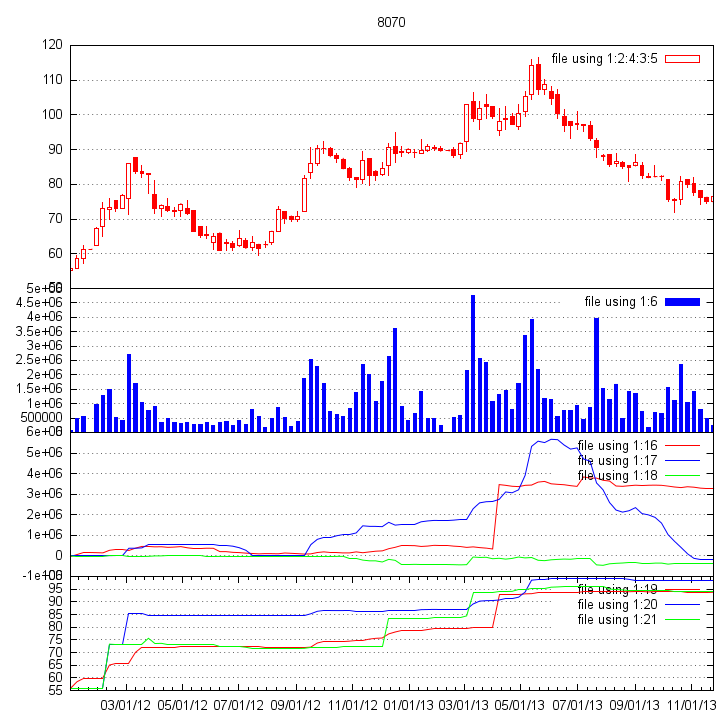 8070
120
file using 1:2:4:3:5
110
100
90
80
70
60
50
5e+06
file using 1:6
4.5e+06
4e+06
3.5e+06
3e+06
2.5e+06
2e+06
1.5e+06
1e+06
500000
0
6e+06
file using 1:16
5e+06
file using 1:17
4e+06
file using 1:18
3e+06
2e+06
1e+06
0
-1e+06
95
file using 1:19
90
file using 1:20
85
file using 1:21
80
75
70
65
60
55
03/01/12 05/01/12 07/01/12 09/01/12 11/01/12 01/01/13 03/01/13 05/01/13 07/01/13 09/01/13 11/01/13